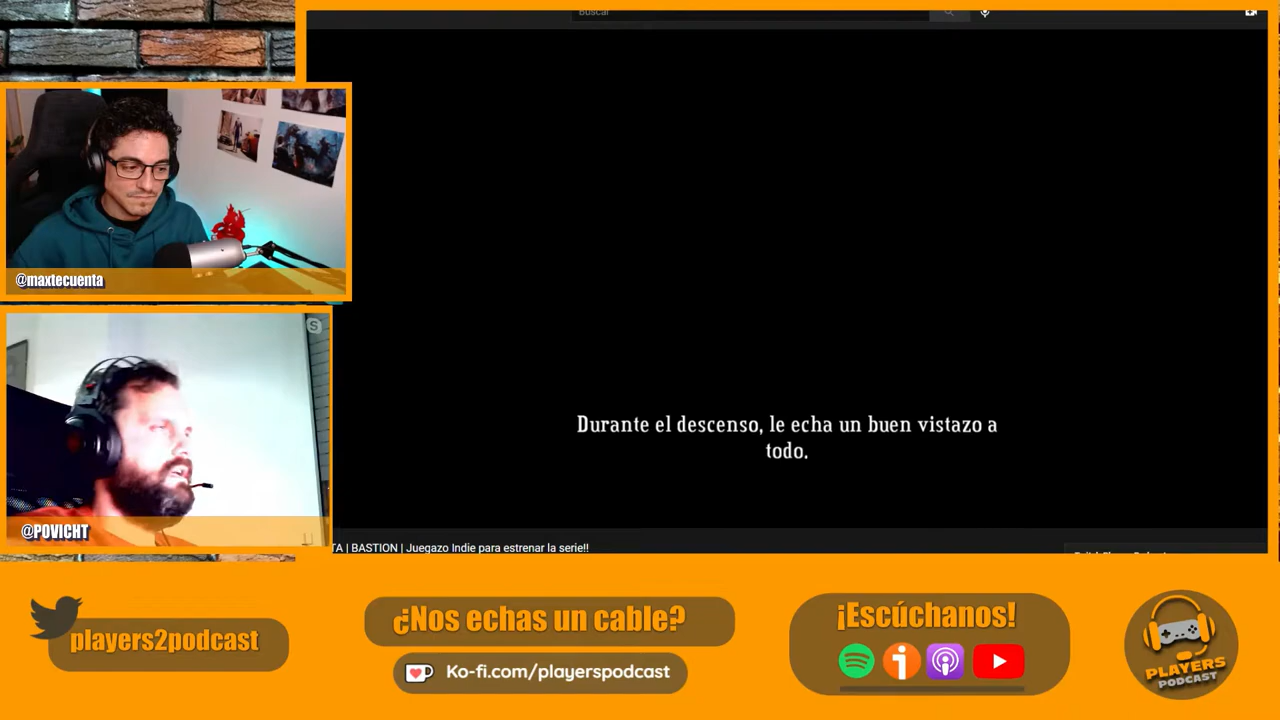 Buscar
@maxtecuenta
@POVICHT
Durante el descenso, le echa un buen vistazo a
todo.
TA | BASTION | Juegazo Indie para estrenar la serie!!
players2podcast
¿Nos echas un cable?
Ko-fi.com/playerspodcast
¡Escúchanos!
PLAYERS
PODCAST